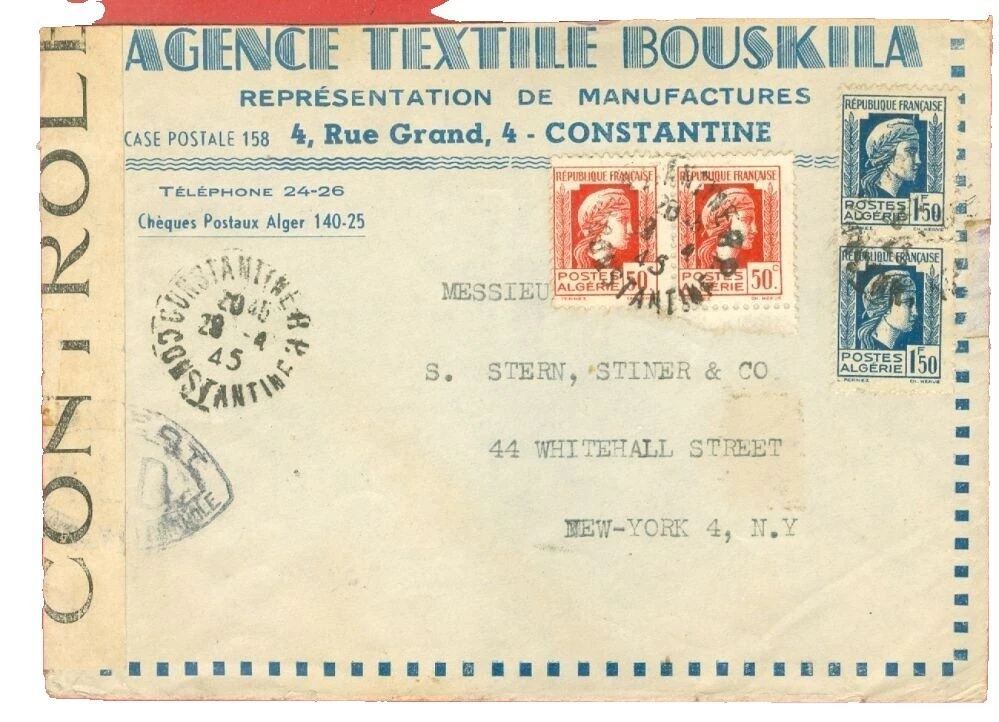 AGENCE TEXTILE BOUSKILA
REPRÉSENTATION DE MANUFACTURES
CASE POSTALE 158 4, Rue Grand, 4 - CONSTANTINE
TÉLÉPHONE 24-26
Chèques Postaux Alger 140-25
CONTROLE
RÉPUBLIQUE FRANÇAISE
POSTES
ALGÉRIE 50
RÉPUBLIQUE FRANÇAISE
POSTES
ALGÉRIE 50c
RÉPUBLIQUE FRANÇAISE
POSTES
ALGÉRIE 1F50
RÉPUBLIQUE FRANÇAISE
POSTES
ALGÉRIE 1F50
CONSTANTINE R.P
20
28 -4
45
CONSTANTINE
MESSIEU
S. STERN, STINER & CO
44 WHITEHALL STREET
NEW-YORK 4, N.Y